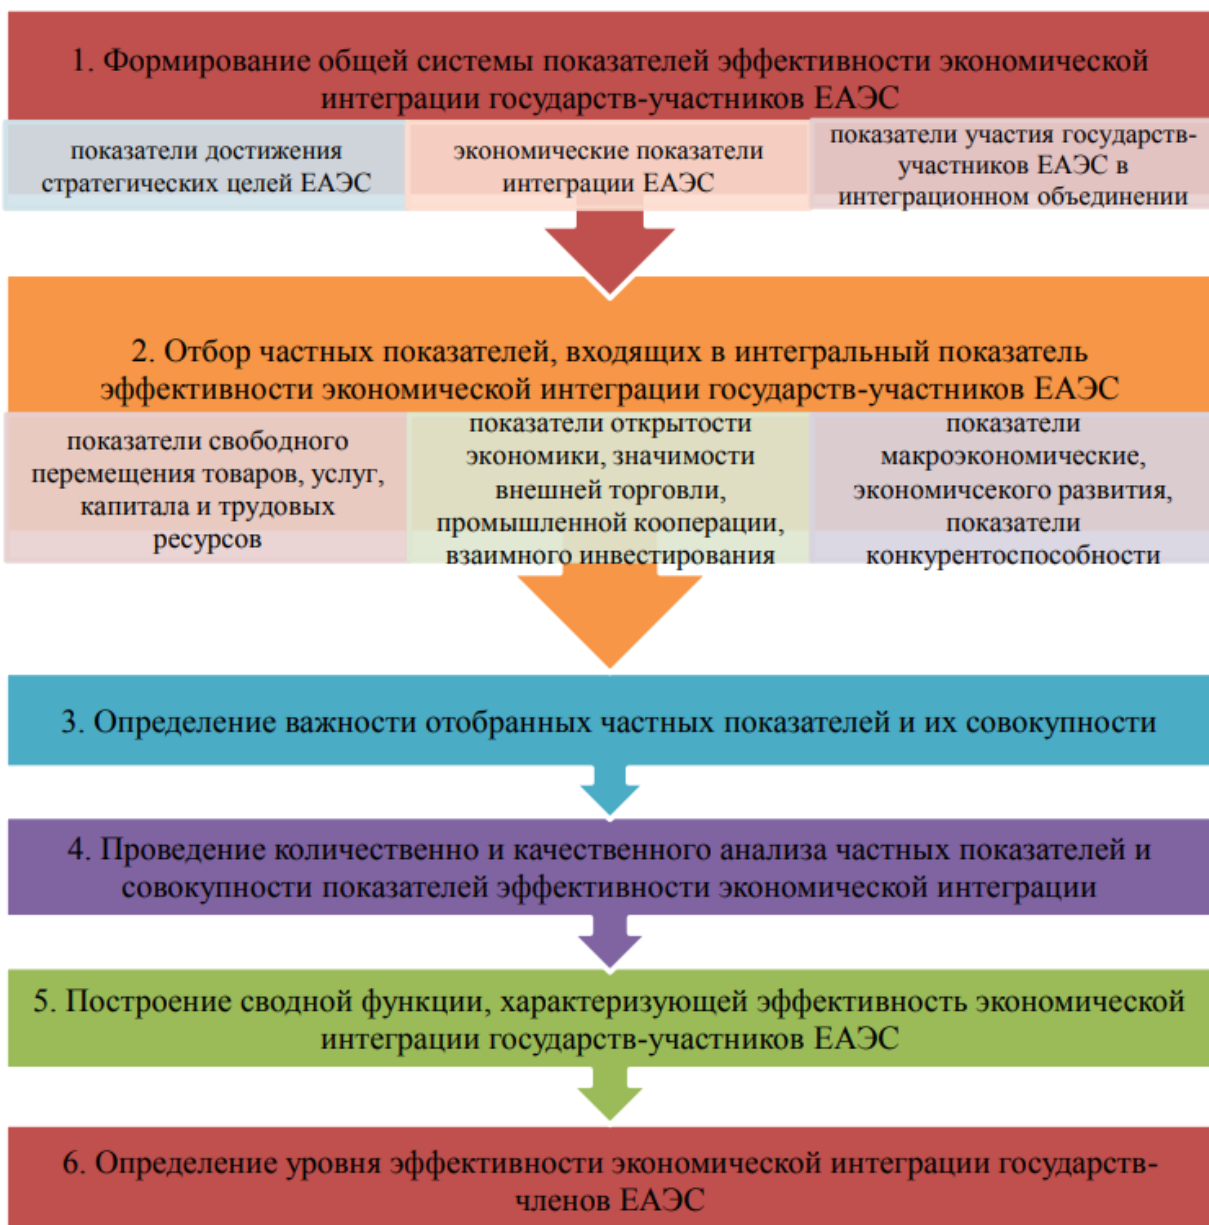 1. Формирование общей системы показателей эффективности экономической
интеграции государств-участников ЕАЭС
показатели достижения
стратегических целей ЕАЭС
экономические показатели
интеграции ЕАЭС
показатели участия государств-
участников ЕАЭС в
интеграционном объединении
2. Отбор частных показателей, входящих в интегральный показатель
эффективности экономической интеграции государств-участников ЕАЭС
показатели свободного
перемещения товаров, услуг,
капитала и трудовых
ресурсов
показатели открытости
экономики, значимости
внешней торговли,
промышленной кооперации,
взаимного инвестирования
показатели
макроэкономические,
экономичсекого развития,
показатели
конкурентоспособности
3. Определение важности отобранных частных показателей и их совокупности
4. Проведение количественно и качественного анализа частных показателей и
совокупности показателей эффективности экономической интеграции
5. Построение сводной функции, характеризующей эффективность экономической
интеграции государств-участников ЕАЭС
6. Определение уровня эффективности экономической интеграции государств-
членов ЕАЭС